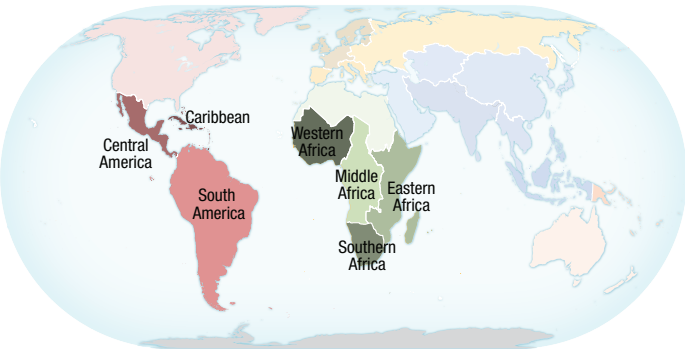 Caribbean
Central
America
South
America
Western
Africa
Middle
Africa
Eastern
Africa
Southern
Africa